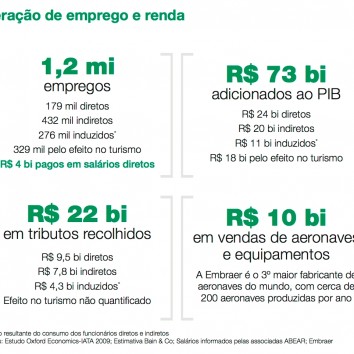 eração de emprego e renda
1,2 mi
empregos
179 mil diretos
432 mil indiretos
276 mil induzidos*
329 mil pelo efeito no turismo
R$ 4 bi pagos em salários diretos
R$ 73 bi
adicionados ao PIB
R$ 24 bi diretos
R$ 20 bi indiretos
R$ 11 bi induzidos*
R$ 18 bi pelo efeito no turismo
R$ 22 bi
em tributos recolhidos
R$ 9,5 bi diretos
R$ 7,8 bi indiretos
R$ 4,3 bi induzidos*
Efeito no turismo não quantificado
R$ 10 bi
em vendas de aeronaves
e equipamentos
A Embraer é o 3º maior fabricante de
aeronaves do mundo, com cerca de
200 aeronaves produzidas por ano
o resultante do consumo dos funcionários diretos e indiretos
s: Estudo Oxford Economics-IATA 2009; Estimativa Bain & Co; Salários informados pelas associadas ABEAR; Embraer